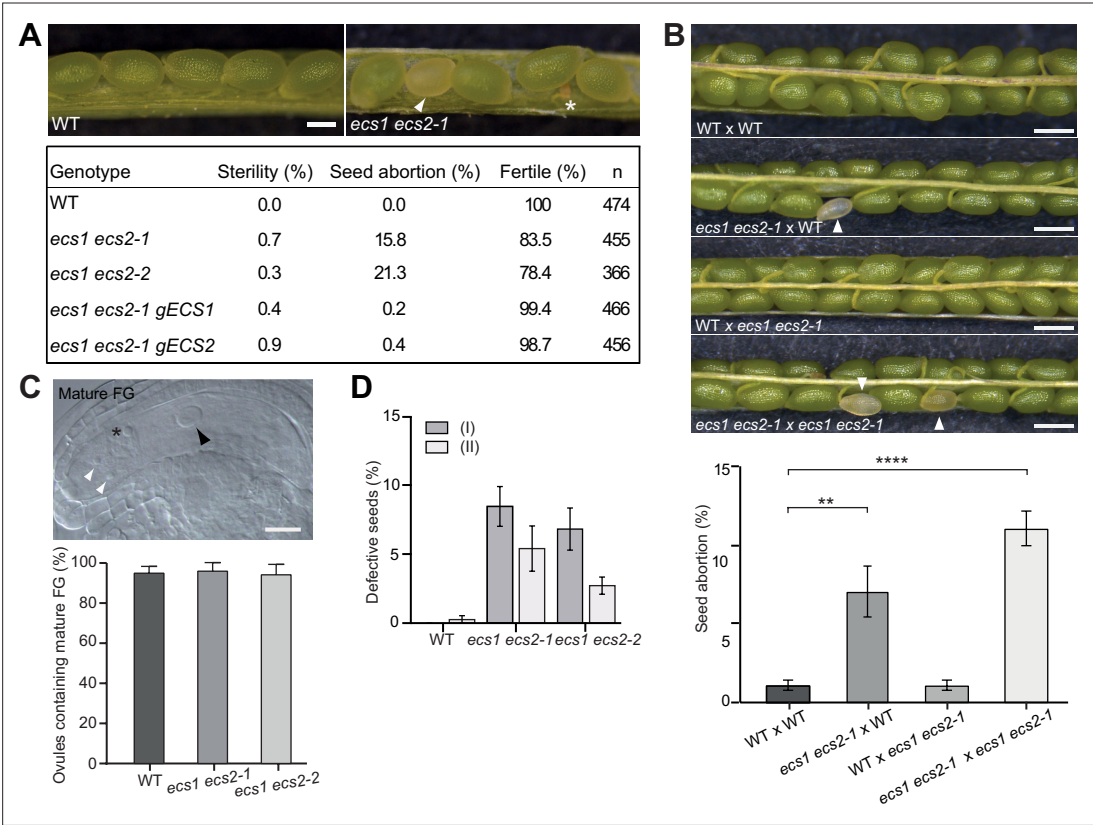 A
WT
ecs1 ecs2-1
*
Genotype Sterility (%) Seed abortion (%) Fertile (%) n
WT 0.0 0.0 100 474
ecs1 ecs2-1 0.7 15.8 83.5 455
ecs1 ecs2-2 0.3 21.3 78.4 366
ecs1 ecs2-1 gECS1 0.4 0.2 99.4 466
ecs1 ecs2-1 gECS2 0.9 0.4 98.7 456
B
WT x WT
ecs1 ecs2-1 x WT
WT x ecs1 ecs2-1
ecs1 ecs2-1 x ecs1 ecs2-1
Seed abortion (%)
15
10
5
0
**
****
WT x WT
ecs1 ecs2-1 x WT
WT x ecs1 ecs2-1
ecs1 ecs2-1 x ecs1 ecs2-1
C
Mature FG
*
Ovules containing mature FG (%)
100
80
60
40
20
0
WT
ecs1 ecs2-1
ecs1 ecs2-2
D
Defective seeds (%)
15
10
5
0
(I)
(II)
WT
ecs1 ecs2-1
ecs1 ecs2-2